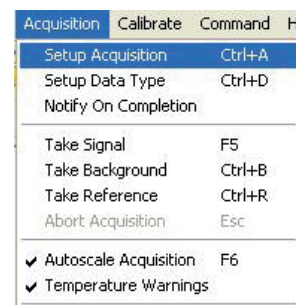 Acquisition Calibrate Command H
Setup Acquisition Ctrl+A
Setup Data Type Ctrl+D
Notify On Completion
Take Signal F5
Take Background Ctrl+B
Take Reference Ctrl+R
Abort Acquisition Esc
Autoscale Acquisition F6
Temperature Warnings